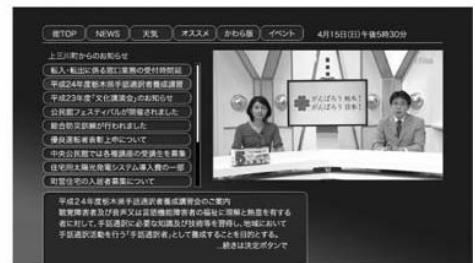 街TOP NEWS 天気 オススメ かわら版 イベント 4月15日(日)午後5時30分
上三川町からのお知らせ
転入・転出に係る窓口業務の受付時間延
平成24年度栃木県手話通訳者養成講習
平成23年度「文化講演会」のお知らせ
公民館フェスティバルが開催されました
総合防災訓練が行われました
優良運転者表彰上申について
中央公民館では各種講座の受講生を募集
住宅用太陽光発電システム導入費の一部
町営住宅の入居者募集について
がんばろう 栃木!
がんばろう 日本!
平成24年度栃木県手話通訳者養成講習会のご案内
聴覚障害者及び音声又は言語機能障害者の福祉に理解と熱意を有する
者に対して、手話通訳に必要な知識及び技術等を習得し、地域において
手話通訳活動を行う「手話通訳者」として養成することを目的とする。
...続きは決定ボタンで